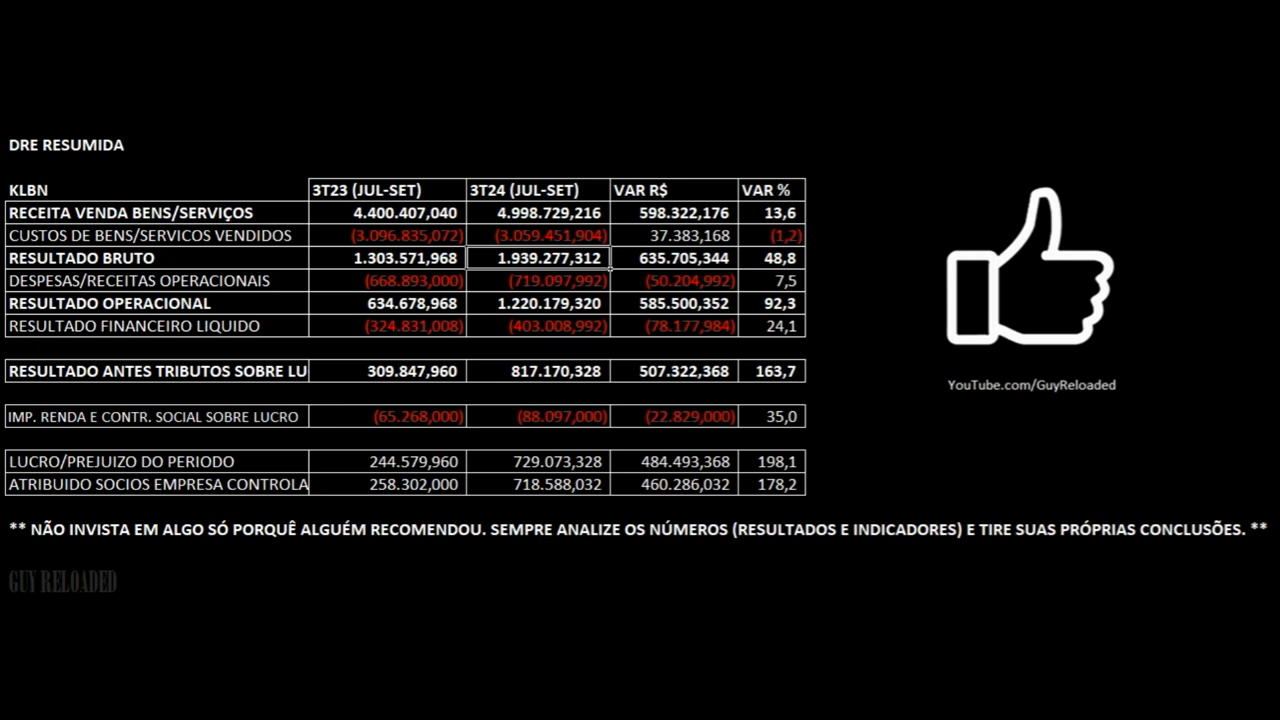 DRE RESUMIDA
KLBN 3T23 (JUL-SET) 3T24 (JUL-SET) VAR R$ VAR %
RECEITA VENDA BENS/SERVIÇOS 4.400.407,040 4.998.729,216 598.322,176 13,6
CUSTOS DE BENS/SERVICOS VENDIDOS (3.096.835,072) (3.059.451,904) 37.383,168 (1,2)
RESULTADO BRUTO 1.303.571,968 1.939.277,312 635.705,344 48,8
DESPESAS/RECEITAS OPERACIONAIS (668.893,000) (719.097,992) (50.204,992) 7,5
RESULTADO OPERACIONAL 634.678,968 1.220.179,320 585.500,352 92,3
RESULTADO FINANCEIRO LIQUIDO (324.831,008) (403.008,992) (78.177,984) 24,1
RESULTADO ANTES TRIBUTOS SOBRE LU 309.847,960 817.170,328 507.322,368 163,7
IMP. RENDA E CONTR. SOCIAL SOBRE LUCRO (65.268,000) (88.097,000) (22.829,000) 35,0
LUCRO/PREJUIZO DO PERIODO 244.579,960 729.073,328 484.493,368 198,1
ATRIBUIDO SOCIOS EMPRESA CONTROLA 258.302,000 718.588,032 460.286,032 178,2
YouTube.com/GuyReloaded
** NÃO INVISTA EM ALGO SÓ PORQUÊ ALGUÉM RECOMENDOU. SEMPRE ANALIZE OS NÚMEROS (RESULTADOS E INDICADORES) E TIRE SUAS PRÓPRIAS CONCLUSÕES. **
GUY RELOADED